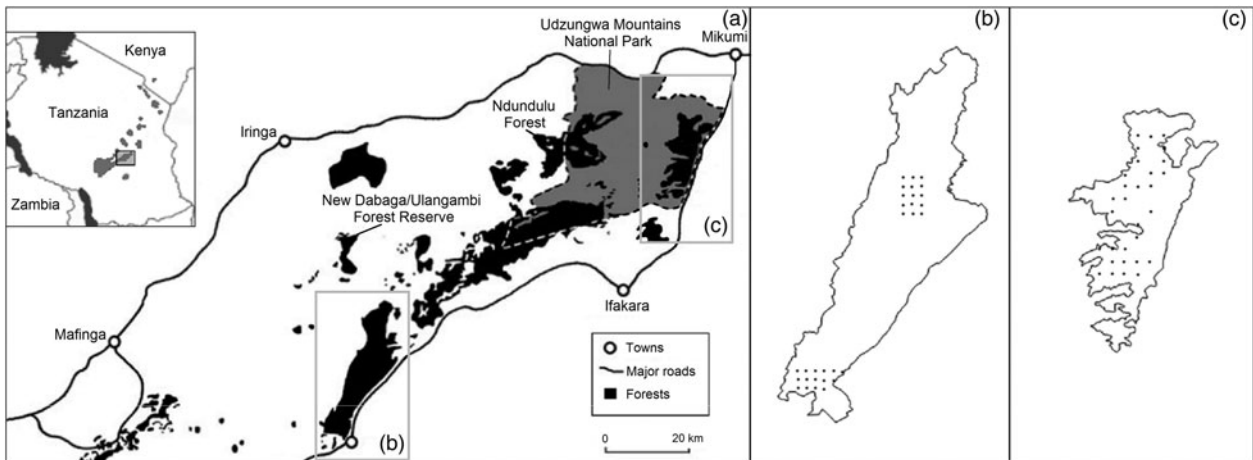 (a)
Kenya
Tanzania
Zambia
Udzungwa Mountains
National Park
Mikumi
Ndundulu
Forest
Iringa
New Dabaga/Ulangambi
Forest Reserve
(c)
Ifakara
Mafinga
(b)
Towns
Major roads
Forests
0 20 km
(b)
(c)